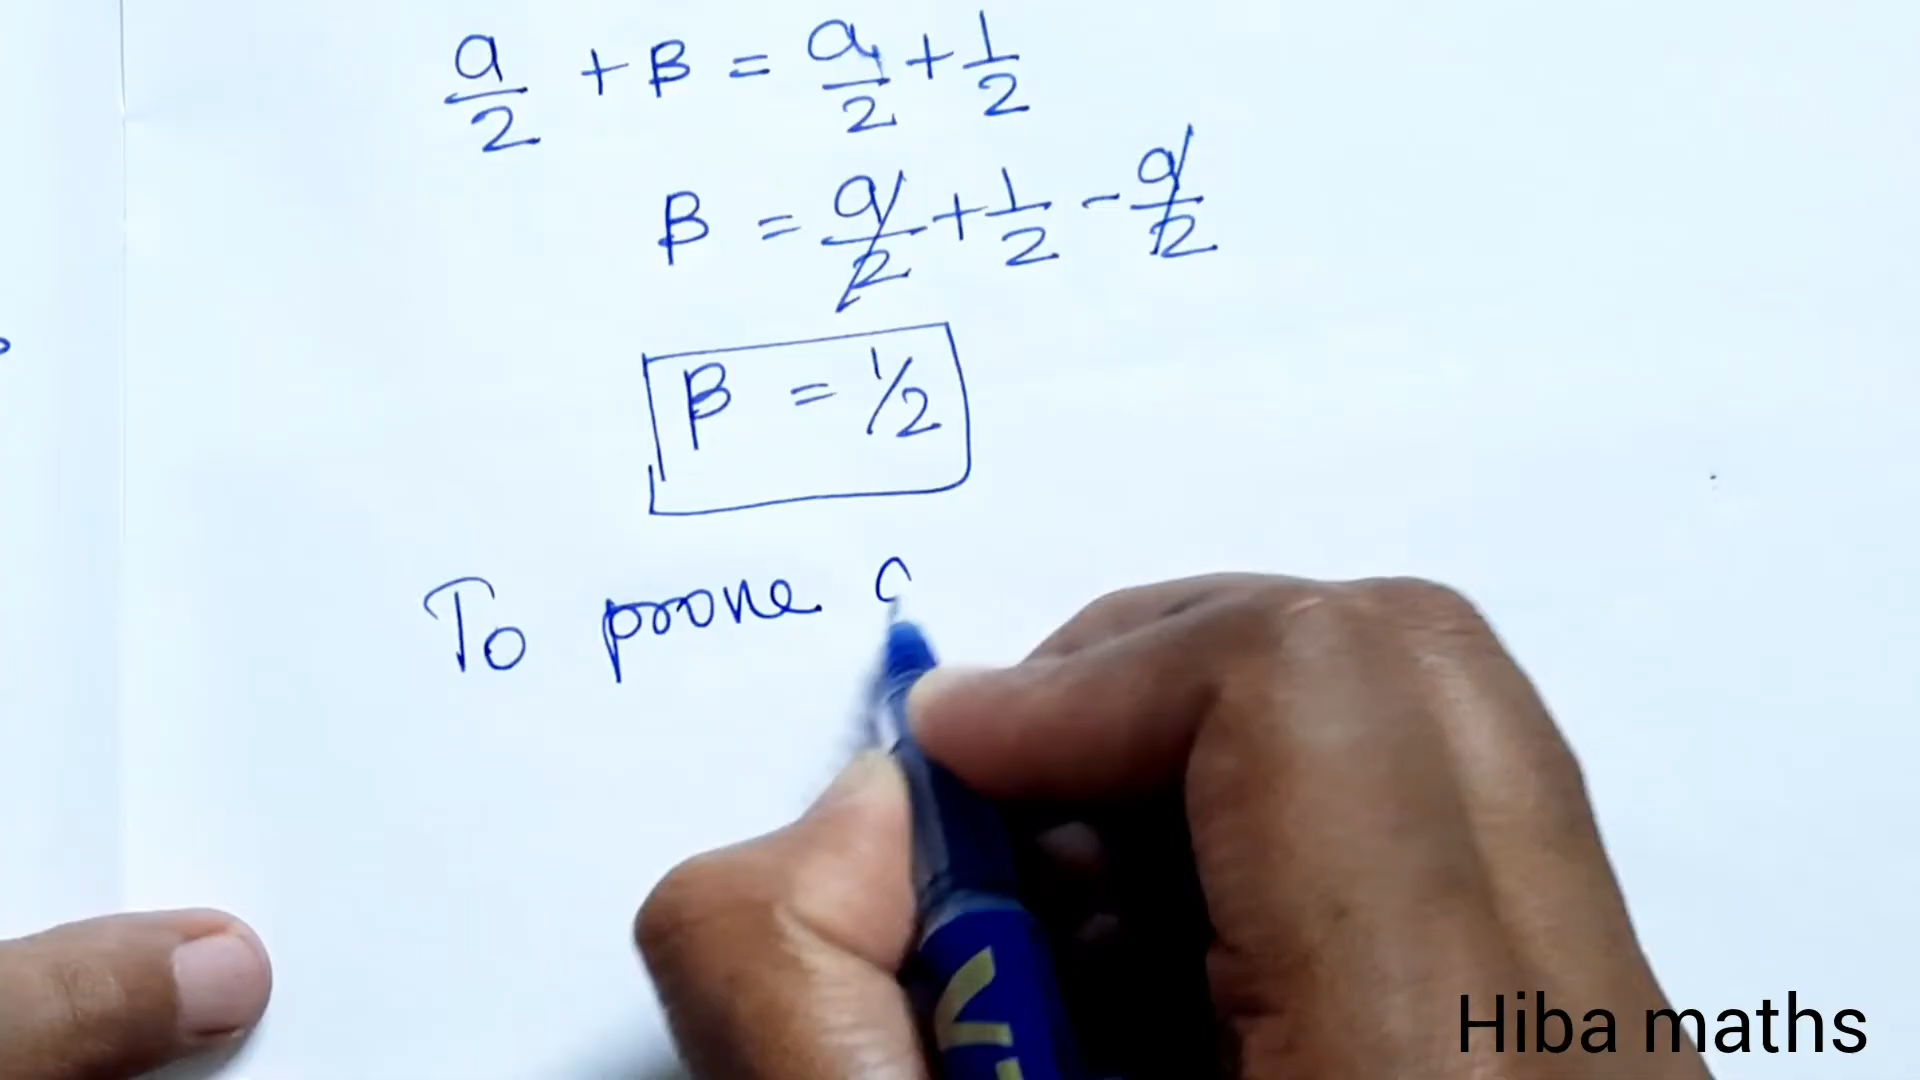 a/2 + β = a/2 + 1/2
β = a/2 + 1/2 - a/2
β = 1/2
To prove
Hiba maths